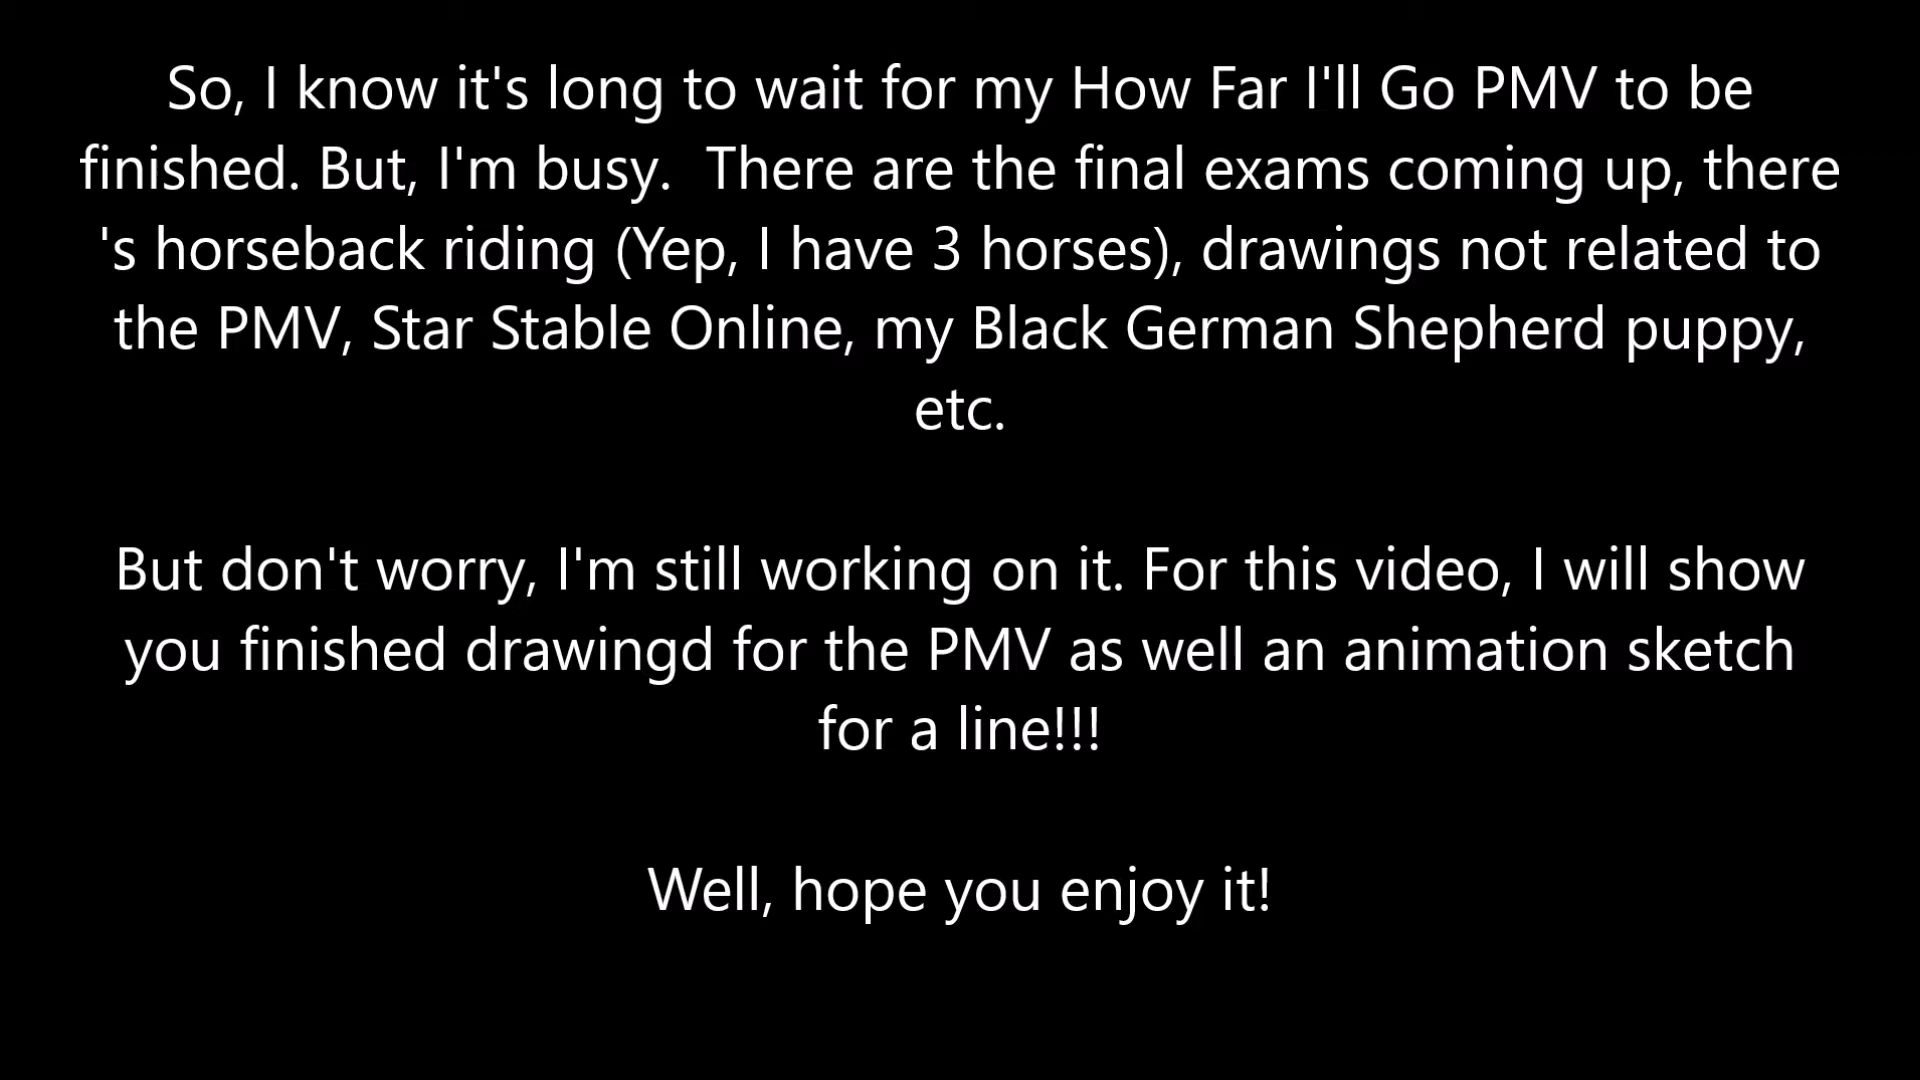 So, I know it's long to wait for my How Far I'll Go PMV to be
finished. But, I'm busy.  There are the final exams coming up, there
's horseback riding (Yep, I have 3 horses), drawings not related to
the PMV, Star Stable Online, my Black German Shepherd puppy,
etc.
But don't worry, I'm still working on it. For this video, I will show
you finished drawingd for the PMV as well an animation sketch
for a line!!!
Well, hope you enjoy it!